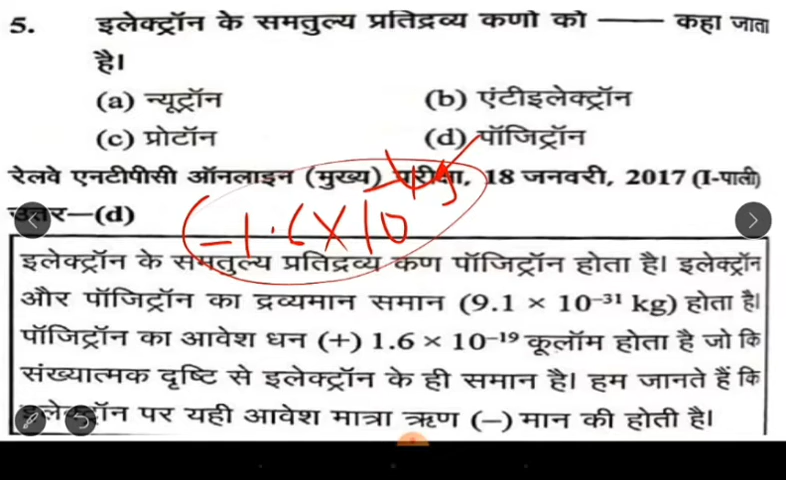 5. इलेक्ट्रॉन के समतुल्य प्रतिद्रव्य कणों को —— कहा जाता
है।
(a) न्यूट्रॉन (b) एंटीइलेक्ट्रॉन
(c) प्रोटॉन (d) पॉजिट्रॉन
रेलवे एनटीपीसी ऑनलाइन (मुख्य) परीक्षा, 18 जनवरी, 2017 (I-पाली)
उत्तर—(d)
-1.6×10
इलेक्ट्रॉन के समतुल्य प्रतिद्रव्य कण पॉजिट्रॉन होता है। इलेक्ट्रॉन
और पॉजिट्रॉन का द्रव्यमान समान (9.1 × 10⁻³¹ kg) होता है।
पॉजिट्रॉन का आवेश धन (+) 1.6 × 10⁻¹⁹ कूलॉम होता है जो कि
संख्यात्मक दृष्टि से इलेक्ट्रॉन के ही समान है। हम जानते हैं कि
इलेक्ट्रॉन पर यही आवेश मात्रा ऋण (−) मान की होती है।